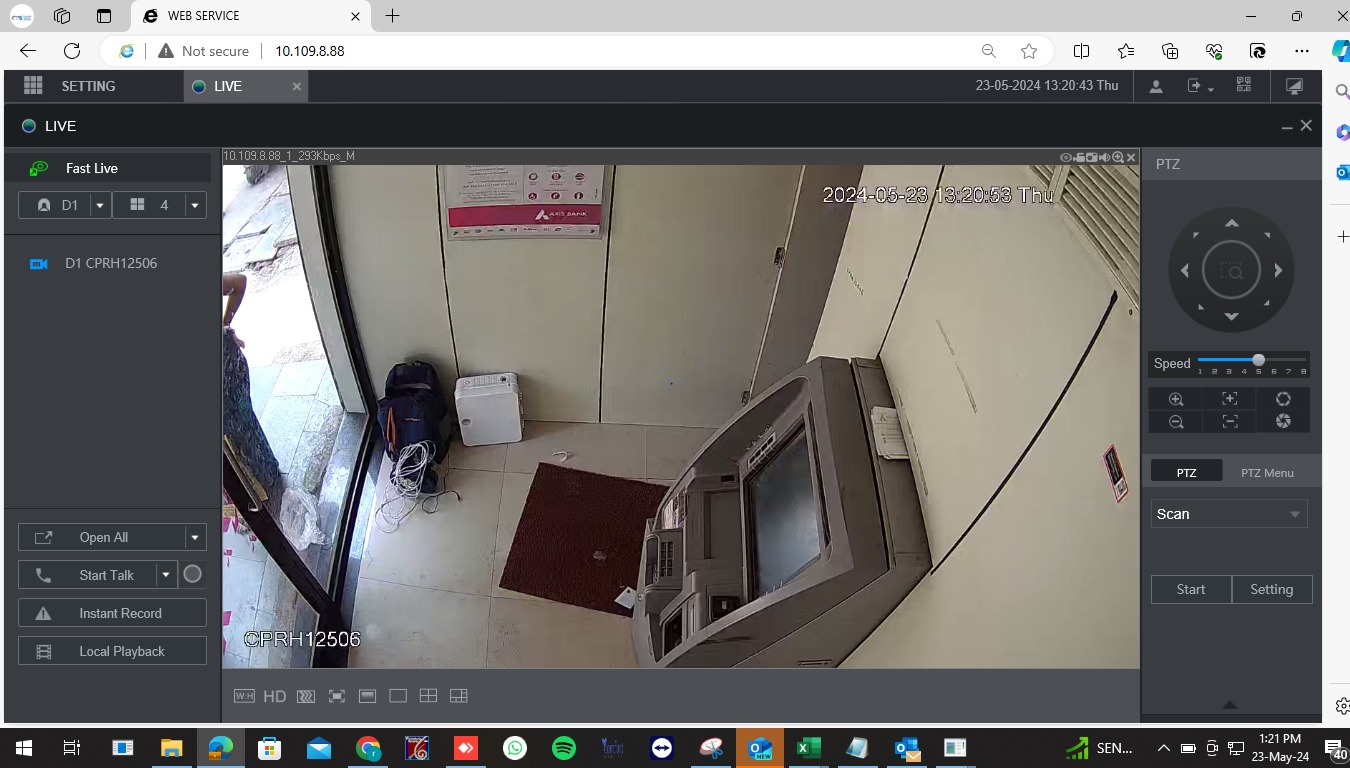 WEB SERVICE
Not secure
10.109.8.88
SETTING
LIVE
23-05-2024 13:20:43 Thu
LIVE
Fast Live
D1
4
D1 CPRH12506
Open All
Start Talk
Instant Record
Local Playback
10.109.8.88_1_293Kbps_M
2024-05-23 13:20:53 Thu
AXIS BANK
CPRH12506
W:H
HD
PTZ
Speed
1 2 3 4 5 6 7 8
PTZ
PTZ Menu
Scan
Start
Setting
NEW
SEN...
1:21 PM
23-May-24
40